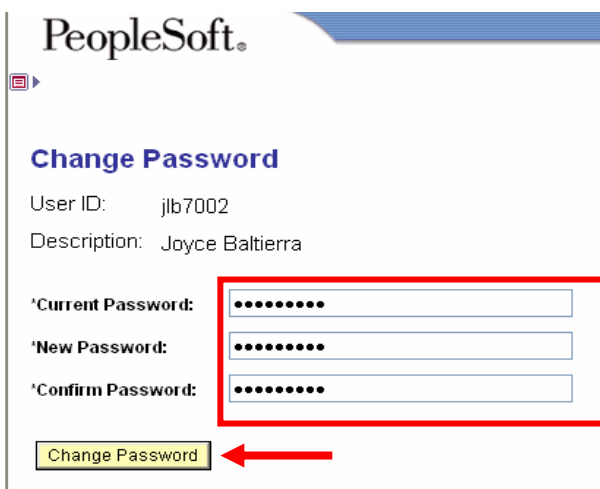 PeopleSoft®
Change Password
User ID: jlb7002
Description: Joyce Baltierra
*Current Password: •••••••••
*New Password: •••••••••
*Confirm Password: •••••••••
Change Password